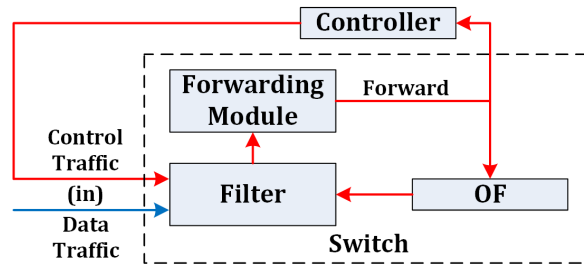 Controller
Forwarding
Module
Forward
Control
Traffic
(in)
Data
Traffic
Filter
OF
Switch